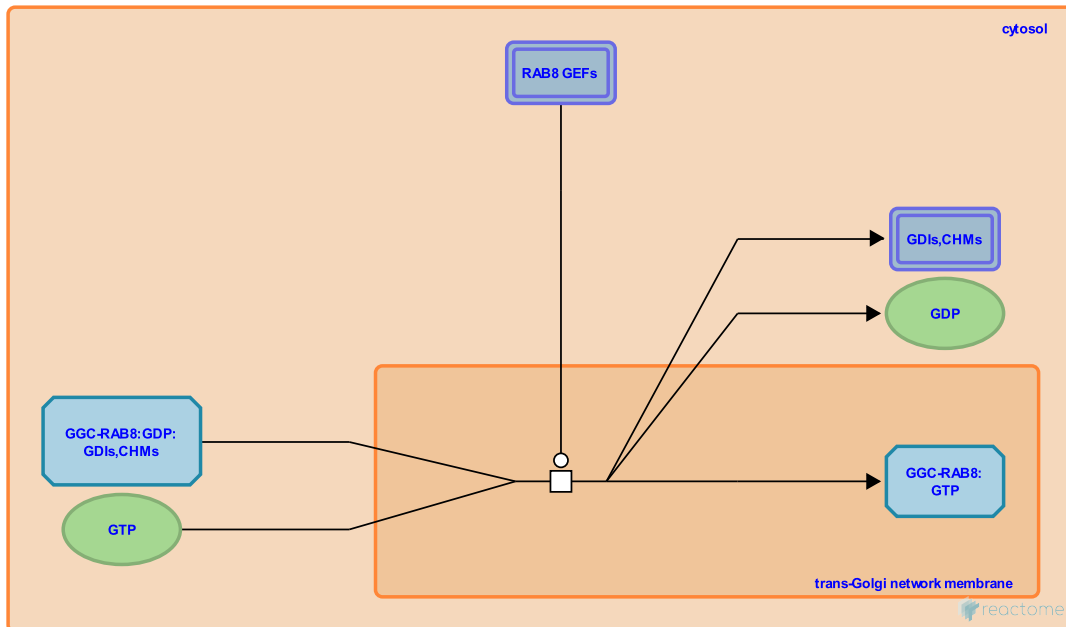 cytosol
RAB8 GEFs
GDIs,CHMs
GDP
GGC-RAB8:GDP:
GDIs,CHMs
GTP
GGC-RAB8:
GTP
trans-Golgi network membrane
reactome